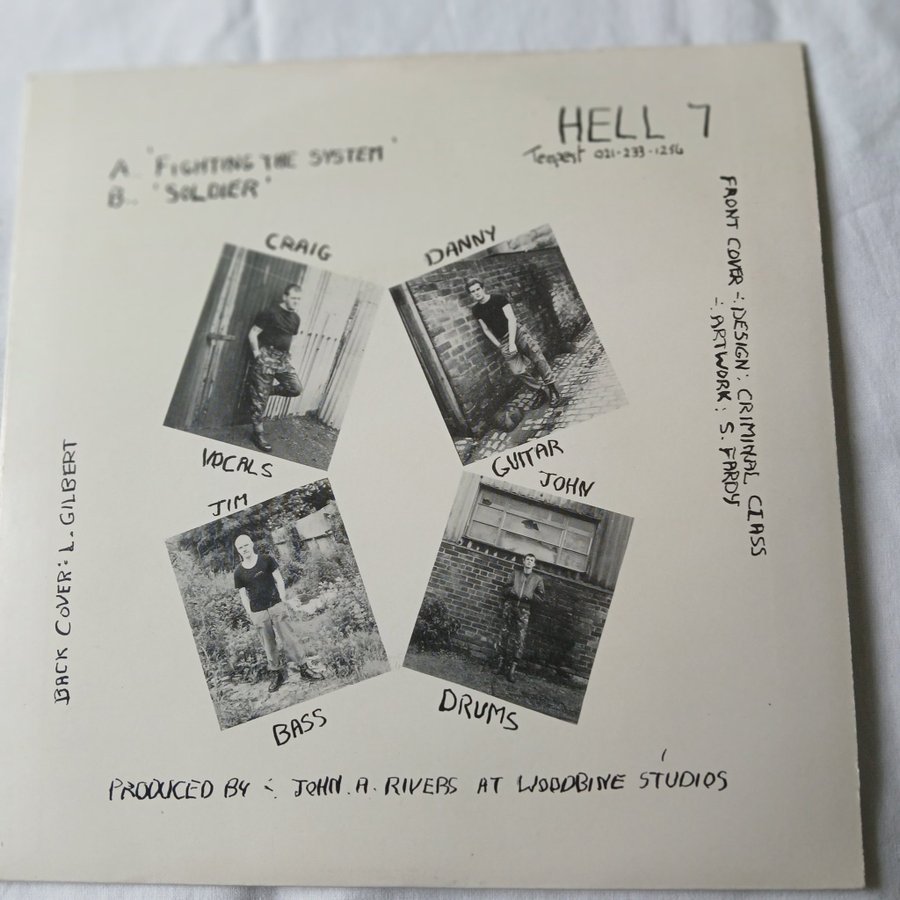 HELL 7
Tempest 021-233-1256
A.. 'FIGHTING THE SYSTEM'
B.. 'SOLDIER'
CRAIG
VOCALS
DANNY
GUITAR
JIM
BASS
JOHN
DRUMS
FRONT COVER -:DESIGN: CRIMINAL CLASS
-:ARTWORK: S. FARDY
BACK COVER: L. GILBERT
PRODUCED BY -: JOHN. A. RIVERS AT WOODBINE STUDIOS